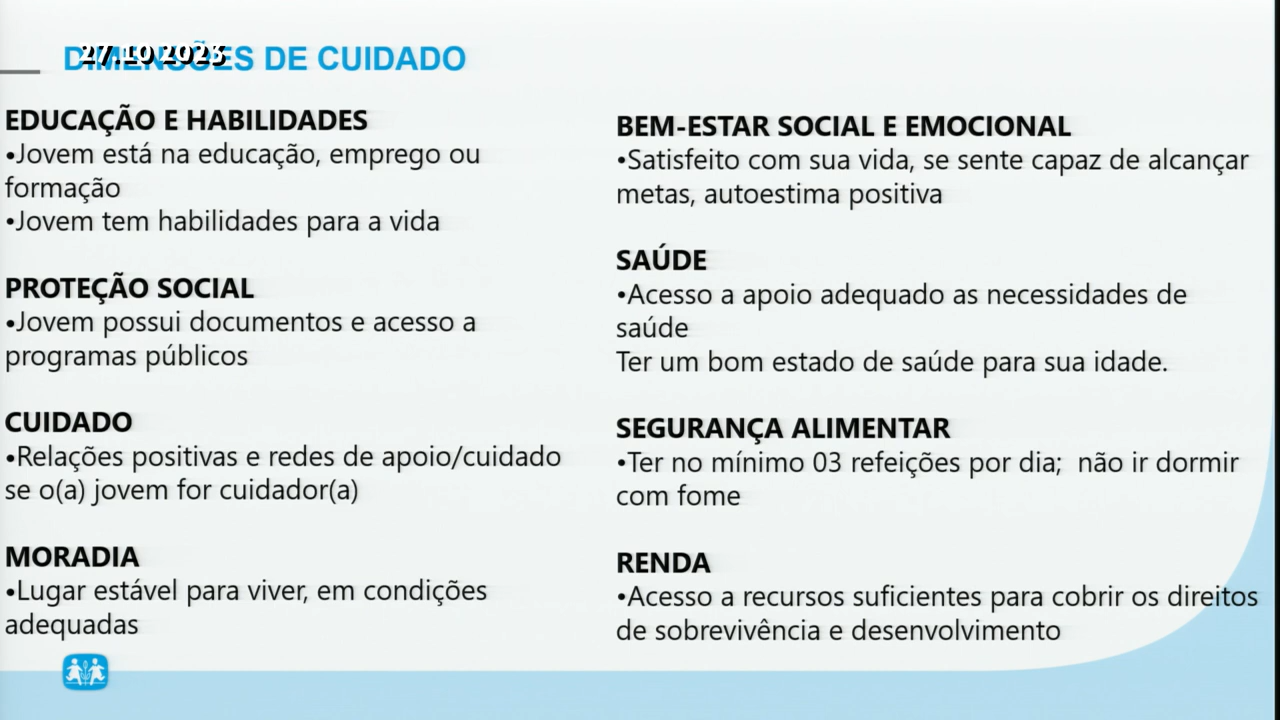 27.10.2023
DIMENSÕES DE CUIDADO
EDUCAÇÃO E HABILIDADES
•Jovem está na educação, emprego ou
formação
•Jovem tem habilidades para a vida
PROTEÇÃO SOCIAL
•Jovem possui documentos e acesso a
programas públicos
CUIDADO
•Relações positivas e redes de apoio/cuidado
se o(a) jovem for cuidador(a)
MORADIA
•Lugar estável para viver, em condições
adequadas
BEM-ESTAR SOCIAL E EMOCIONAL
•Satisfeito com sua vida, se sente capaz de alcançar
metas, autoestima positiva
SAÚDE
•Acesso a apoio adequado as necessidades de
saúde
Ter um bom estado de saúde para sua idade.
SEGURANÇA ALIMENTAR
•Ter no mínimo 03 refeições por dia;  não ir dormir
com fome
RENDA
•Acesso a recursos suficientes para cobrir os direitos
de sobrevivência e desenvolvimento